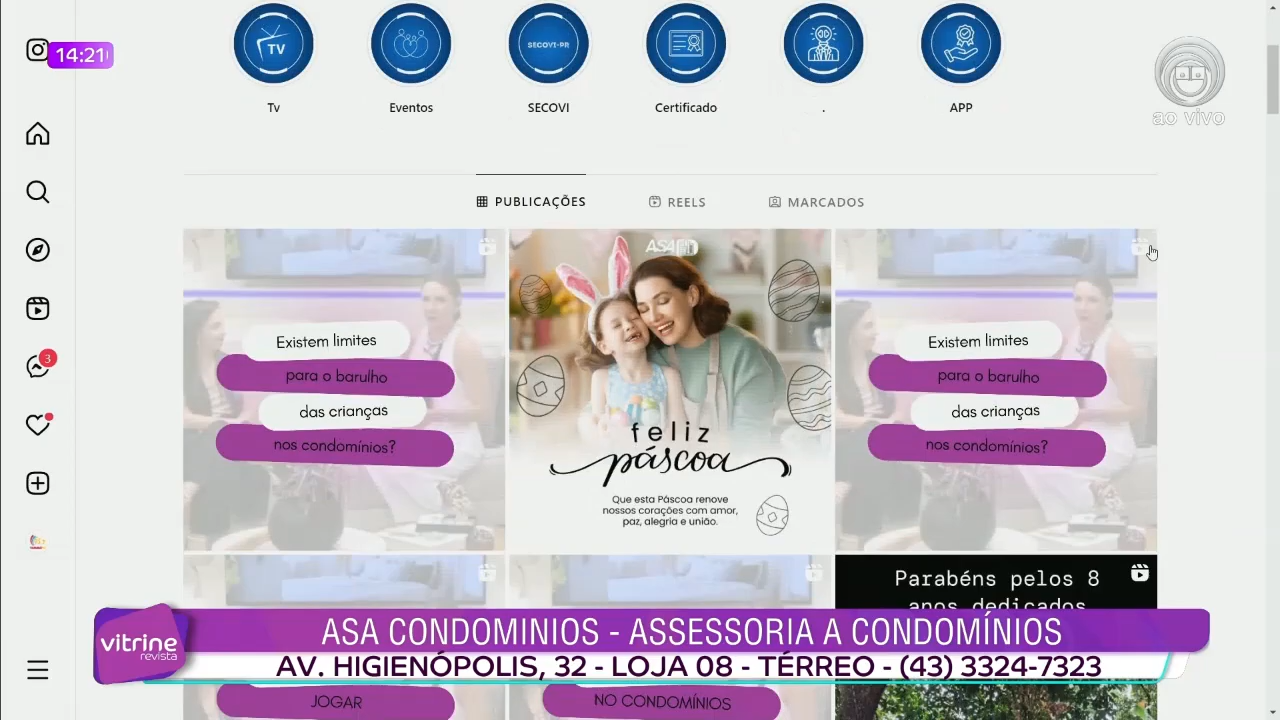 14:21
TV
SECOVI-PR
Tv
Eventos
SECOVI
Certificado
.
APP
ao vivo
3
PUBLICAÇÕES
REELS
MARCADOS
Existem limites
para o barulho
das crianças
nos condomínios?
ASA
feliz
páscoa
Que esta Páscoa renove
nossos corações com amor,
paz, alegria e união.
Existem limites
para o barulho
das crianças
nos condomínios?
Parabéns pelos 8
anos dedicados
vitrine
revista
ASA CONDOMINIOS - ASSESSORIA A CONDOMÍNIOS
AV. HIGIENÓPOLIS, 32 - LOJA 08 - TÉRREO - (43) 3324-7323
JOGAR
NO CONDOMÍNIOS